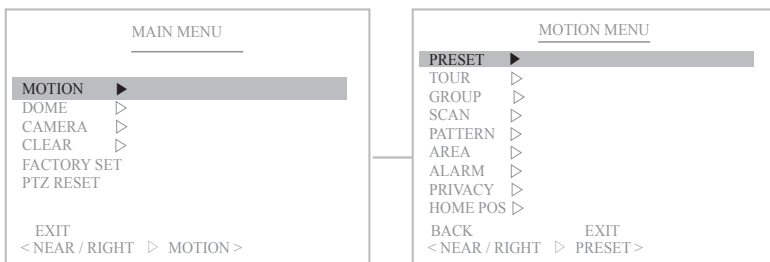 MAIN MENU
MOTION ▶
DOME ▷
CAMERA ▷
CLEAR ▷
FACTORY SET
PTZ RESET
EXIT
< NEAR / RIGHT ▷ MOTION >
MOTION MENU
PRESET ▶
TOUR ▷
GROUP ▷
SCAN ▷
PATTERN ▷
AREA ▷
ALARM ▷
PRIVACY ▷
HOME POS ▷
BACK EXIT
< NEAR / RIGHT ▷ PRESET >